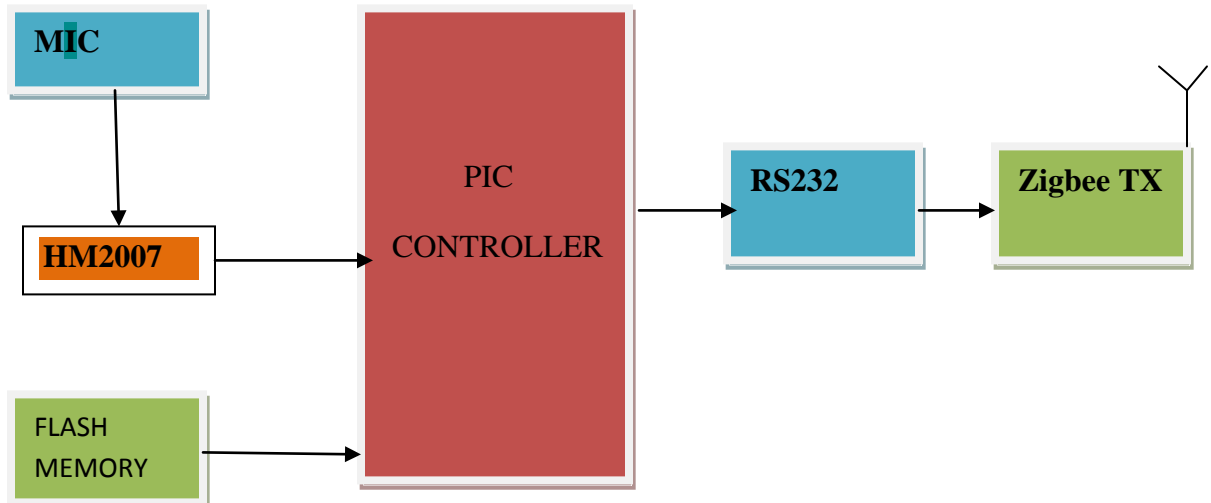 MIC
HM2007
FLASH
MEMORY
PIC
CONTROLLER
RS232
Zigbee TX